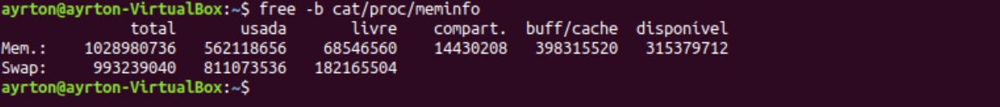 ayrton@ayrton-VirtualBox:~$ free -b cat/proc/meminfo
total usada livre compart. buff/cache disponível
Mem.: 1028980736 562118656 68546560 14430208 398315520 315379712
Swap: 993239040 811073536 182165504
ayrton@ayrton-VirtualBox:~$